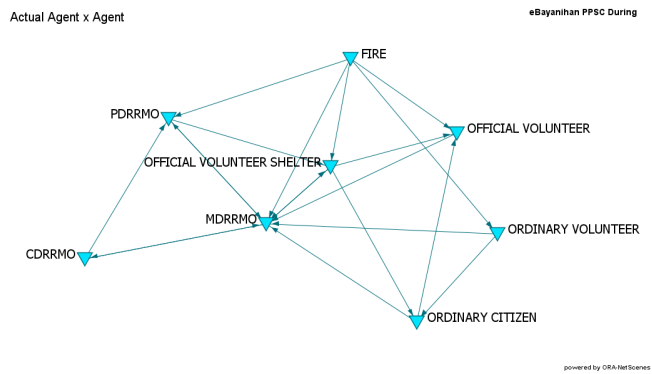 Actual Agent x Agent
eBayanihan PPSC During
FIRE
PDRRMO
OFFICIAL VOLUNTEER
OFFICIAL VOLUNTEER SHELTER
MDRRMO
ORDINARY VOLUNTEER
CDRRMO
ORDINARY CITIZEN
powered by ORA-NetScenes